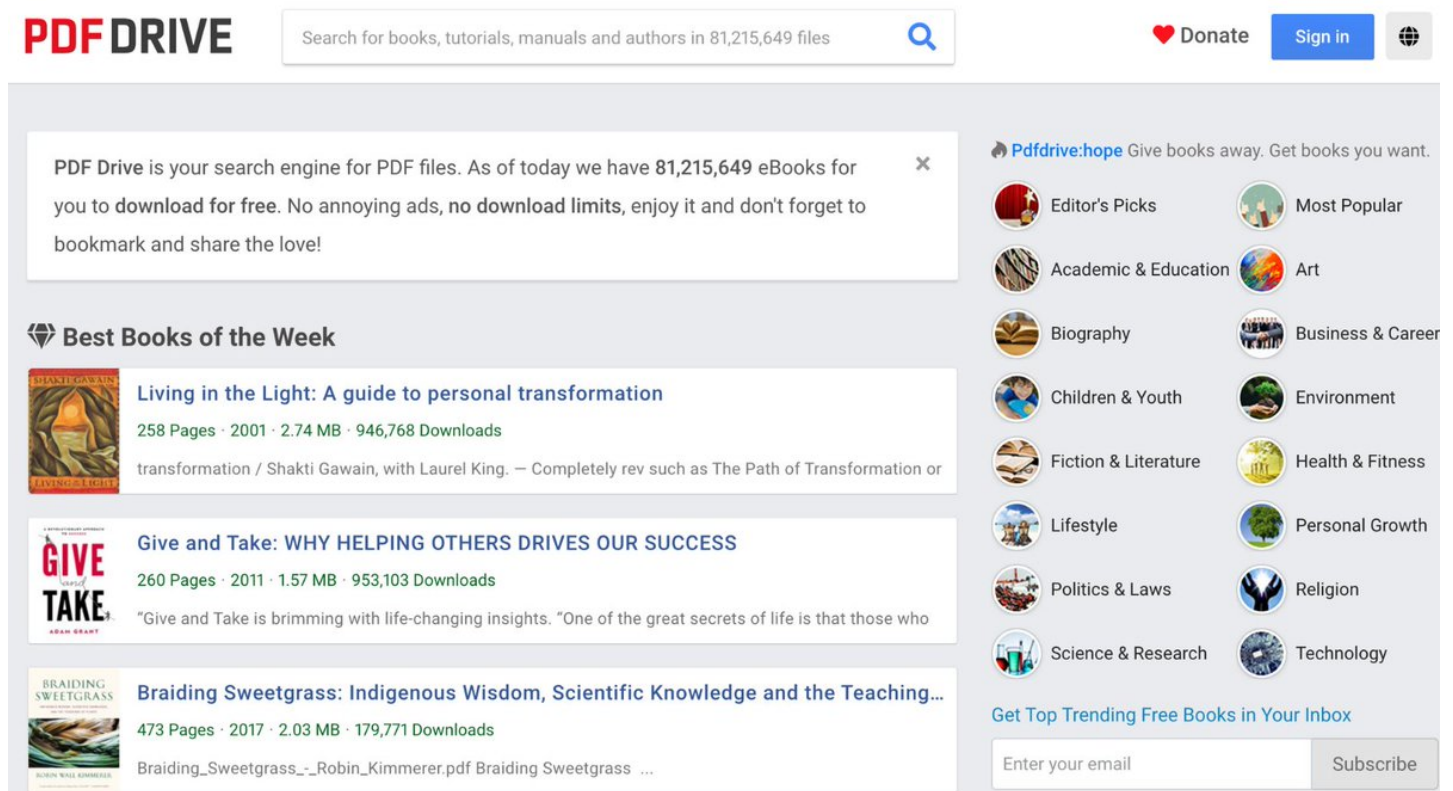 PDF DRIVE
Search for books, tutorials, manuals and authors in 81,215,649 files
Donate
Sign in
PDF Drive is your search engine for PDF files. As of today we have 81,215,649 eBooks for
you to download for free. No annoying ads, no download limits, enjoy it and don't forget to
bookmark and share the love!
×
Best Books of the Week
SHAKTI GAWAIN
LIVING IN THE LIGHT
Living in the Light: A guide to personal transformation
258 Pages · 2001 · 2.74 MB · 946,768 Downloads
transformation / Shakti Gawain, with Laurel King. — Completely rev such as The Path of Transformation or
A REVOLUTIONARY APPROACH
TO SUCCESS
GIVE
and
TAKE
ADAM GRANT
Give and Take: WHY HELPING OTHERS DRIVES OUR SUCCESS
260 Pages · 2011 · 1.57 MB · 953,103 Downloads
“Give and Take is brimming with life-changing insights. “One of the great secrets of life is that those who
BRAIDING
SWEETGRASS
ROBIN WALL KIMMERER
Braiding Sweetgrass: Indigenous Wisdom, Scientific Knowledge and the Teaching…
473 Pages · 2017 · 2.03 MB · 179,771 Downloads
Braiding_Sweetgrass_-_Robin_Kimmerer.pdf Braiding Sweetgrass ...
Pdfdrive:hope Give books away. Get books you want.
Editor's Picks
Most Popular
Academic & Education
Art
Biography
Business & Career
Children & Youth
Environment
Fiction & Literature
Health & Fitness
Lifestyle
Personal Growth
Politics & Laws
Religion
Science & Research
Technology
Get Top Trending Free Books in Your Inbox
Enter your email
Subscribe